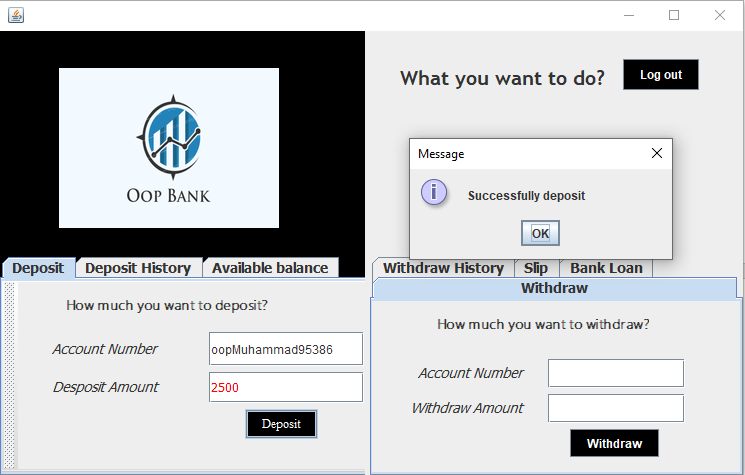 What you want to do?
Log out
OOP BANK
Message
Successfully deposit
OK
Deposit
Deposit History
Available balance
How much you want to deposit?
Account Number
oopMuhammad95386
Desposit Amount
2500
Deposit
Withdraw History
Slip
Bank Loan
Withdraw
How much you want to withdraw?
Account Number
Withdraw Amount
Withdraw